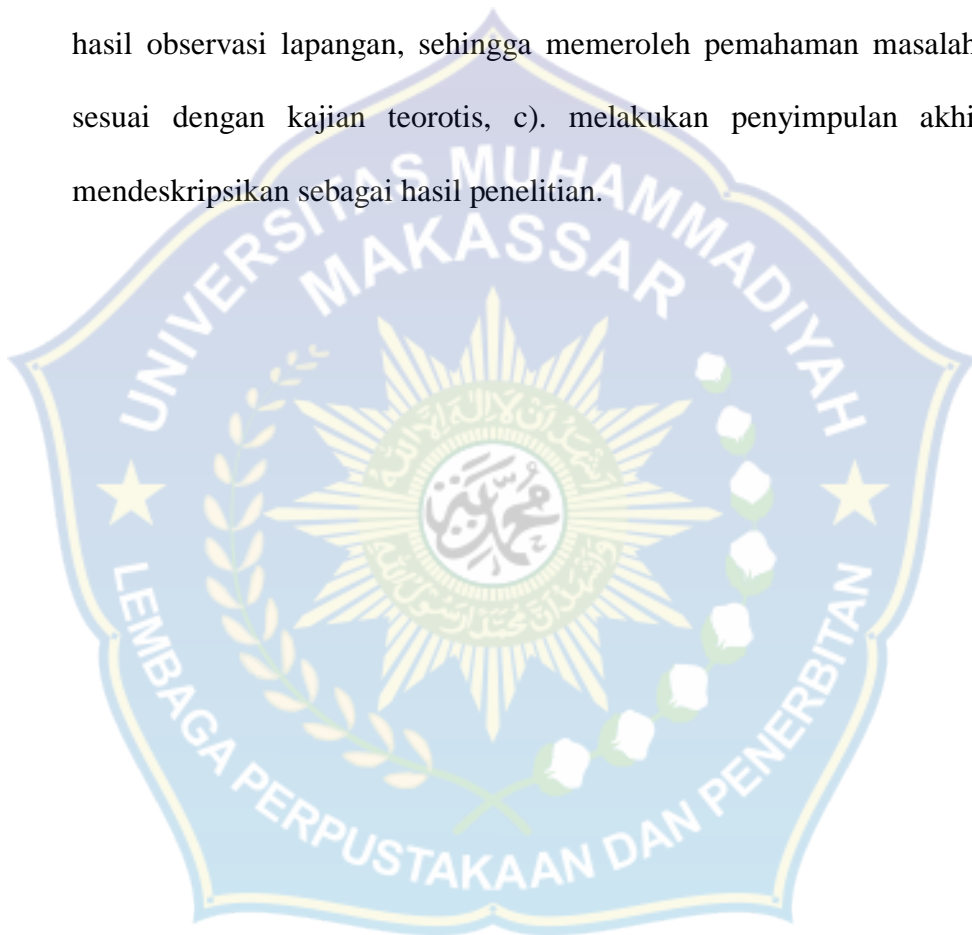 hasil observasi lapangan, sehingga memeroleh pemahaman masalah
sesuai dengan kajian teorotis, c). melakukan penyimpulan akhi
mendeskripsikan sebagai hasil penelitian.
UNIVERSITAS MUHAMMADIYAH
MAKASSAR
LEMBAGA PERPUSTAKAAN DAN PENERBITAN